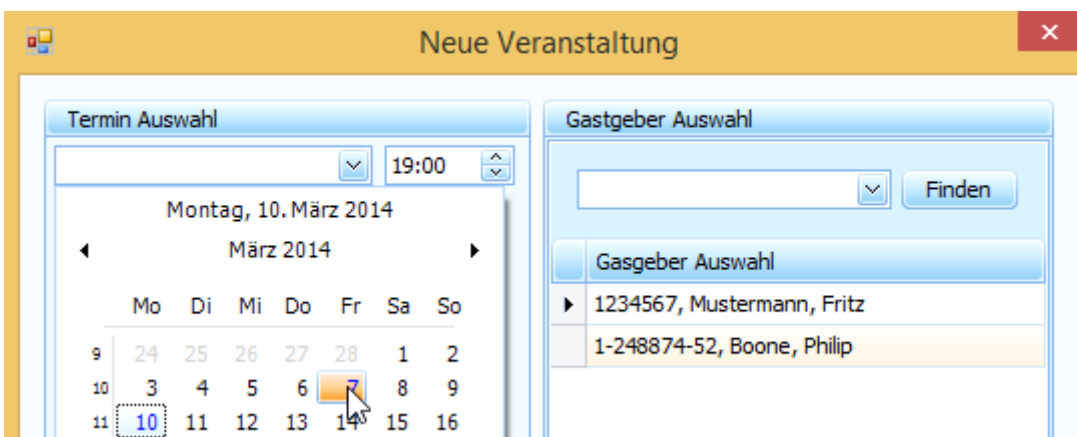 Neue Veranstaltung
Termin Auswahl
19:00
Montag, 10. März 2014
März 2014
Mo Di Mi Do Fr Sa So
9 24 25 26 27 28 1 2
10 3 4 5 6 7 8 9
11 10 11 12 13 14 15 16
Gastgeber Auswahl
Finden
Gasgeber Auswahl
1234567, Mustermann, Fritz
1-248874-52, Boone, Philip